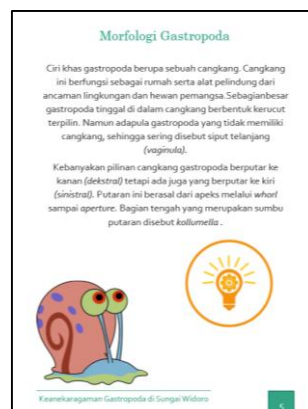 Morfologi Gastropoda
Ciri khas gastropoda berupa sebuah cangkang. Cangkang
ini berfungsi sebagai rumah serta alat pelindung dari
ancaman lingkungan dan hewan pemangsa.Sebagianbesar
gastropoda tinggal di dalam cangkang berbentuk kerucut
terpilin. Namun adapula gastropoda yang tidak memiliki
cangkang, sehingga sering disebut siput telanjang
(vaginula).
Kebanyakan pilinan cangkang gastropoda berputar ke
kanan (dekstral) tetapi ada juga yang berputar ke kiri
(sinistral). Putaran ini berasal dari apeks melalui whorl
sampai aperture. Bagian tengah yang merupakan sumbu
putaran disebut kollumella .
Keanekaragaman Gastropoda di Sungai Widoro
5